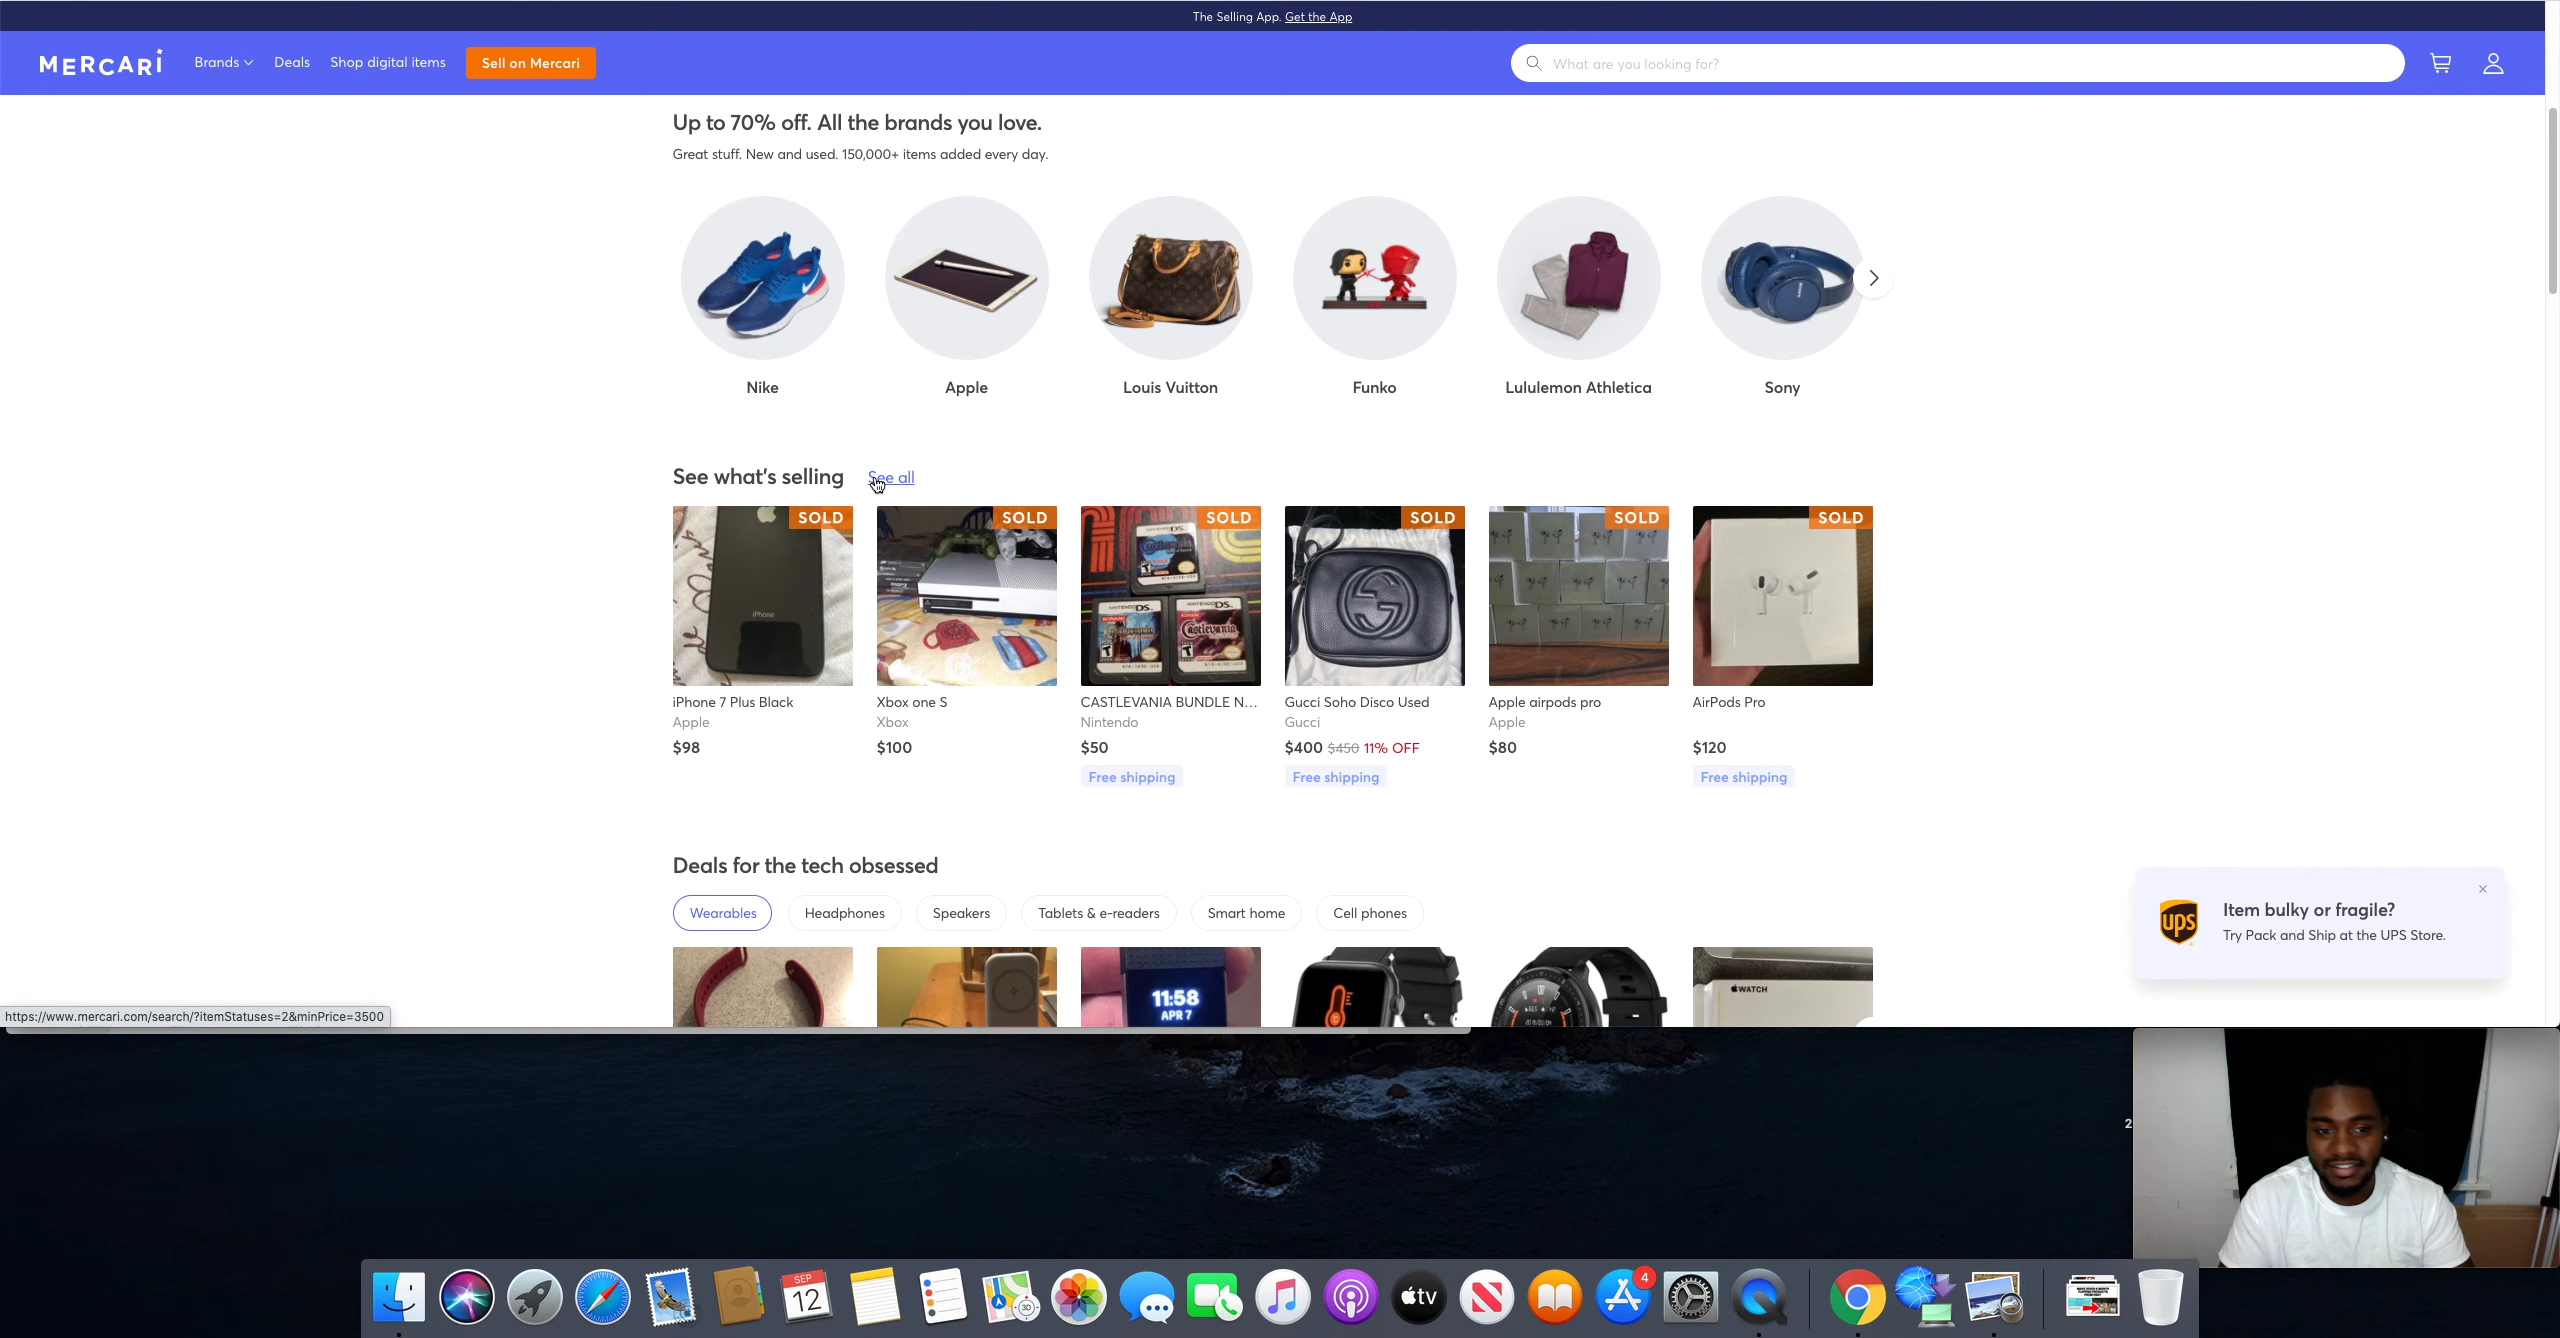 The Selling App. Get the App
MERCARI
Brands
Deals
Shop digital items
Sell on Mercari
What are you looking for?
Up to 70% off. All the brands you love.
Great stuff. New and used. 150,000+ items added every day.
Nike
Apple
Louis Vuitton
Funko
Lululemon Athletica
Sony
See what's selling
See all
SOLD
SOLD
SOLD
SOLD
SOLD
SOLD
iPhone
NINTENDO DS
Castlevania
iPhone 7 Plus Black
Apple
$98
Xbox one S
Xbox
$100
CASTLEVANIA BUNDLE N...
Nintendo
$50
Free shipping
Gucci Soho Disco Used
Gucci
$400 $450 11% OFF
Free shipping
Apple airpods pro
Apple
$80
AirPods Pro
$120
Free shipping
Deals for the tech obsessed
Wearables
Headphones
Speakers
Tablets & e-readers
Smart home
Cell phones
11:58
APR 7
WATCH
ups
Item bulky or fragile?
Try Pack and Ship at the UPS Store.
https://www.mercari.com/search/?itemStatuses=2&minPrice=3500
2
SEP
12
3D
tv
4